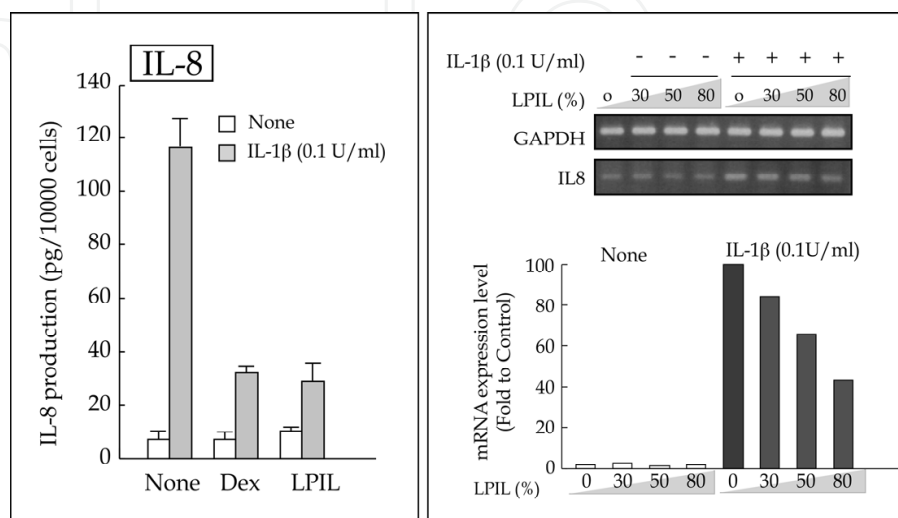 IL-8
140
120
100
80
60
40
20
0
IL-8 production (pg/10000 cells)
None
IL-1β (0.1 U/ml)
None Dex LPIL
IL-1β (0.1 U/ml) - - - + + + +
LPIL (%) o 30 50 80 o 30 50 80
GAPDH
IL8
mRNA expression level
(Fold to Control)
None IL-1β (0.1U/ml)
100
80
60
40
20
0
LPIL (%) 0 30 50 80 0 30 50 80